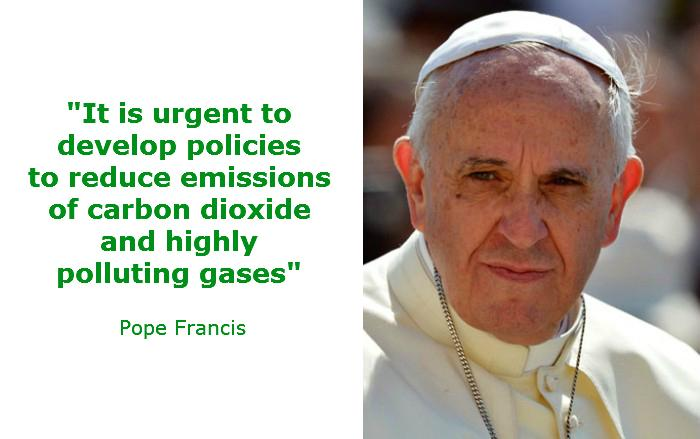 "It is urgent to
develop policies
to reduce emissions
of carbon dioxide
and highly
polluting gases"
Pope Francis